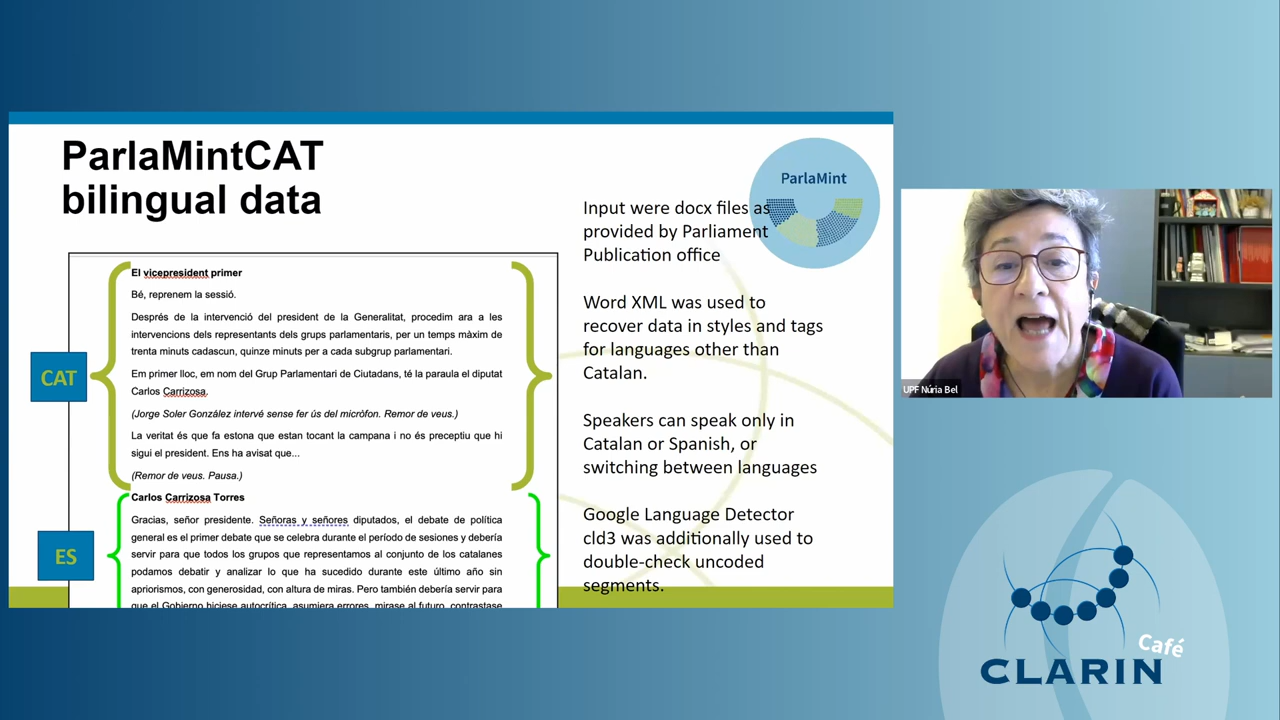 ParlaMintCAT
bilingual data
ParlaMint
Input were docx files as
provided by Parliament
Publication office
Word XML was used to
recover data in styles and tags
for languages other than
Catalan.
Speakers can speak only in
Catalan or Spanish, or
switching between languages
Google Language Detector
cld3 was additionally used to
double-check uncoded
segments.
CAT
El vicepresident primer
Bé, reprenem la sessió.
Després de la intervenció del president de la Generalitat, procedim ara a les
intervencions dels representants dels grups parlamentaris, per un temps màxim de
trenta minuts cadascun, quinze minuts per a cada subgrup parlamentari.
Em primer lloc, em nom del Grup Parlamentari de Ciutadans, té la paraula el diputat
Carlos Carrizosa.
(Jorge Soler González intervé sense fer ús del micròfon. Remor de veus.)
La veritat és que fa estona que estan tocant la campana i no és preceptiu que hi
sigui el president. Ens ha avisat que...
(Remor de veus. Pausa.)
ES
Carlos Carrizosa Torres
Gracias, señor presidente. Señoras y señores diputados, el debate de política
general es el primer debate que se celebra durante el período de sesiones y debería
servir para que todos los grupos que representamos al conjunto de los catalanes
podamos debatir y analizar lo que ha sucedido durante este último año sin
apriorismos, con generosidad, con altura de miras. Pero también debería servir para
que el Gobierno hiciese autocrítica, asumiera errores, mirase al futuro, contrastase
UPF Núria Bel
Café
CLARIN